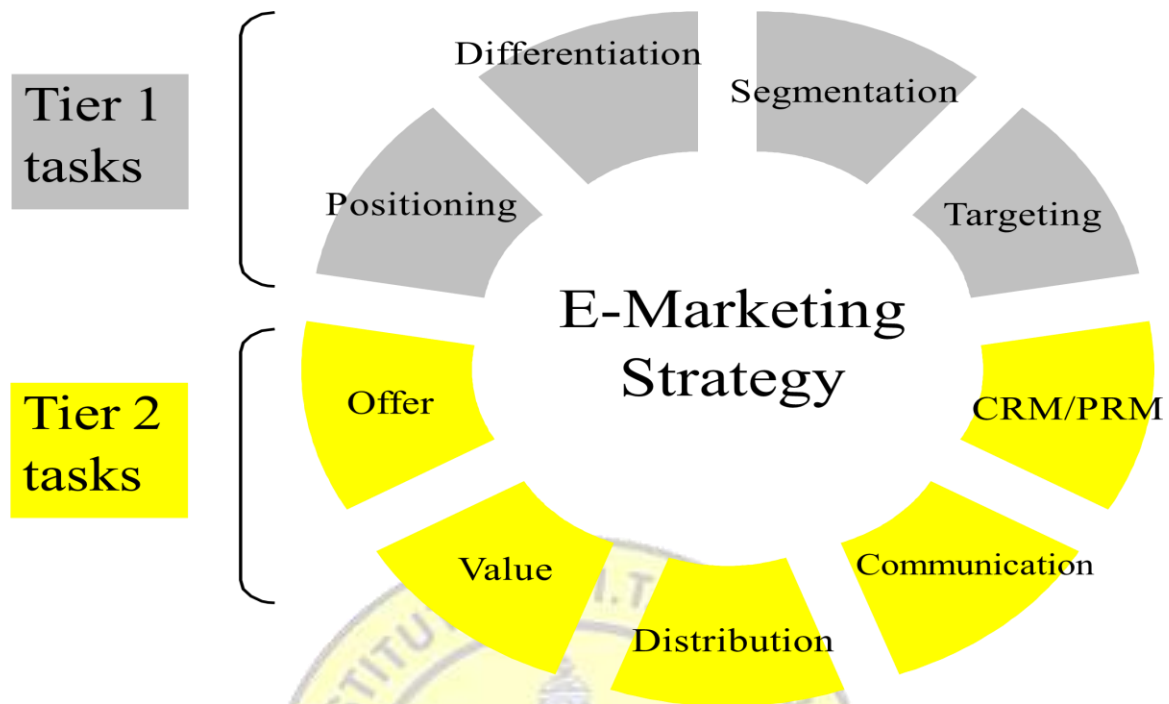 Tier 1
tasks
Differentiation
Segmentation
Positioning
Targeting
E-Marketing
Strategy
Tier 2
tasks
Offer
CRM/PRM
Value
Communication
Distribution